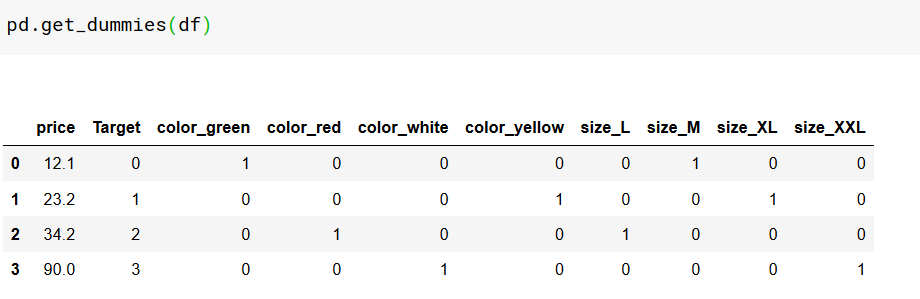 pd.get_dummies(df)
price Target color_green color_red color_white color_yellow size_L size_M size_XL size_XXL
0 12.1 0 1 0 0 0 0 1 0 0
1 23.2 1 0 0 0 1 0 0 1 0
2 34.2 2 0 1 0 0 1 0 0 0
3 90.0 3 0 0 1 0 0 0 0 1